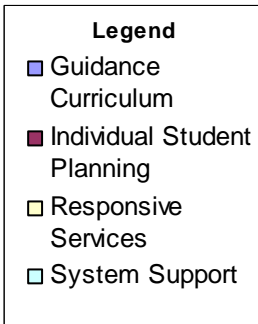 Legend
Guidance
Curriculum
Individual Student
Planning
Responsive
Services
System Support